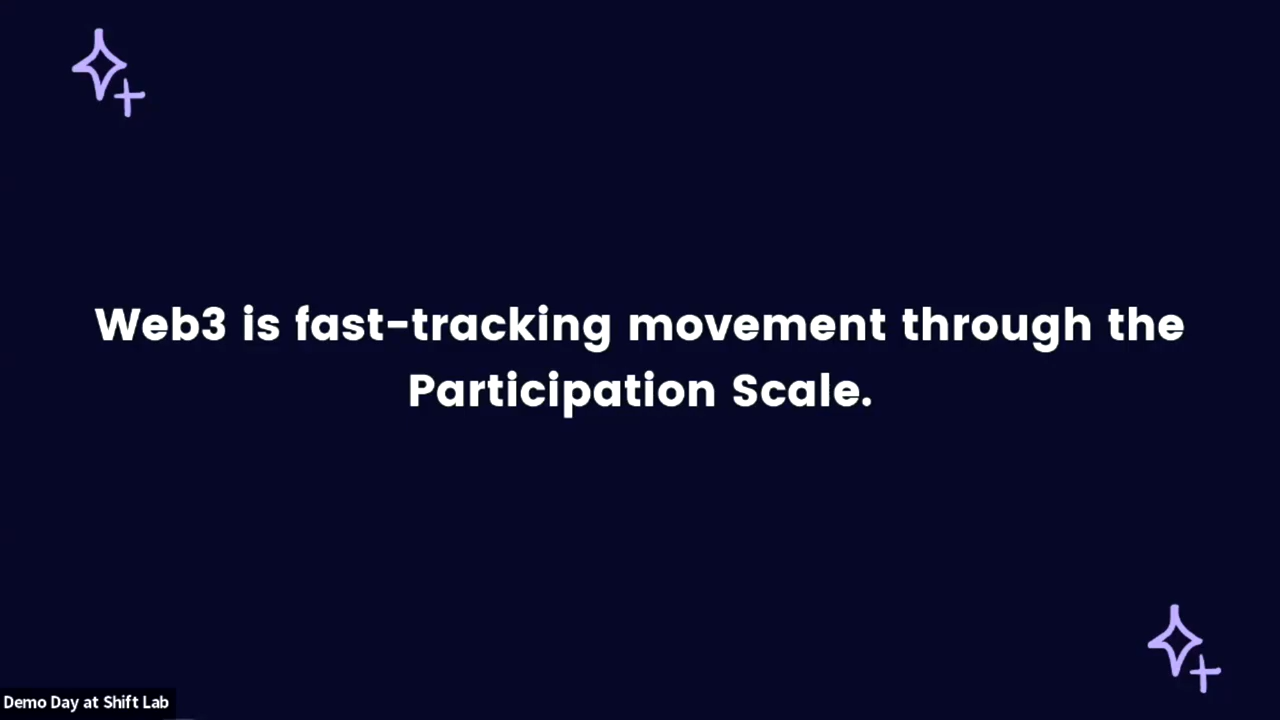 Web3 is fast-tracking movement through the
Participation Scale.
Demo Day at Shift Lab